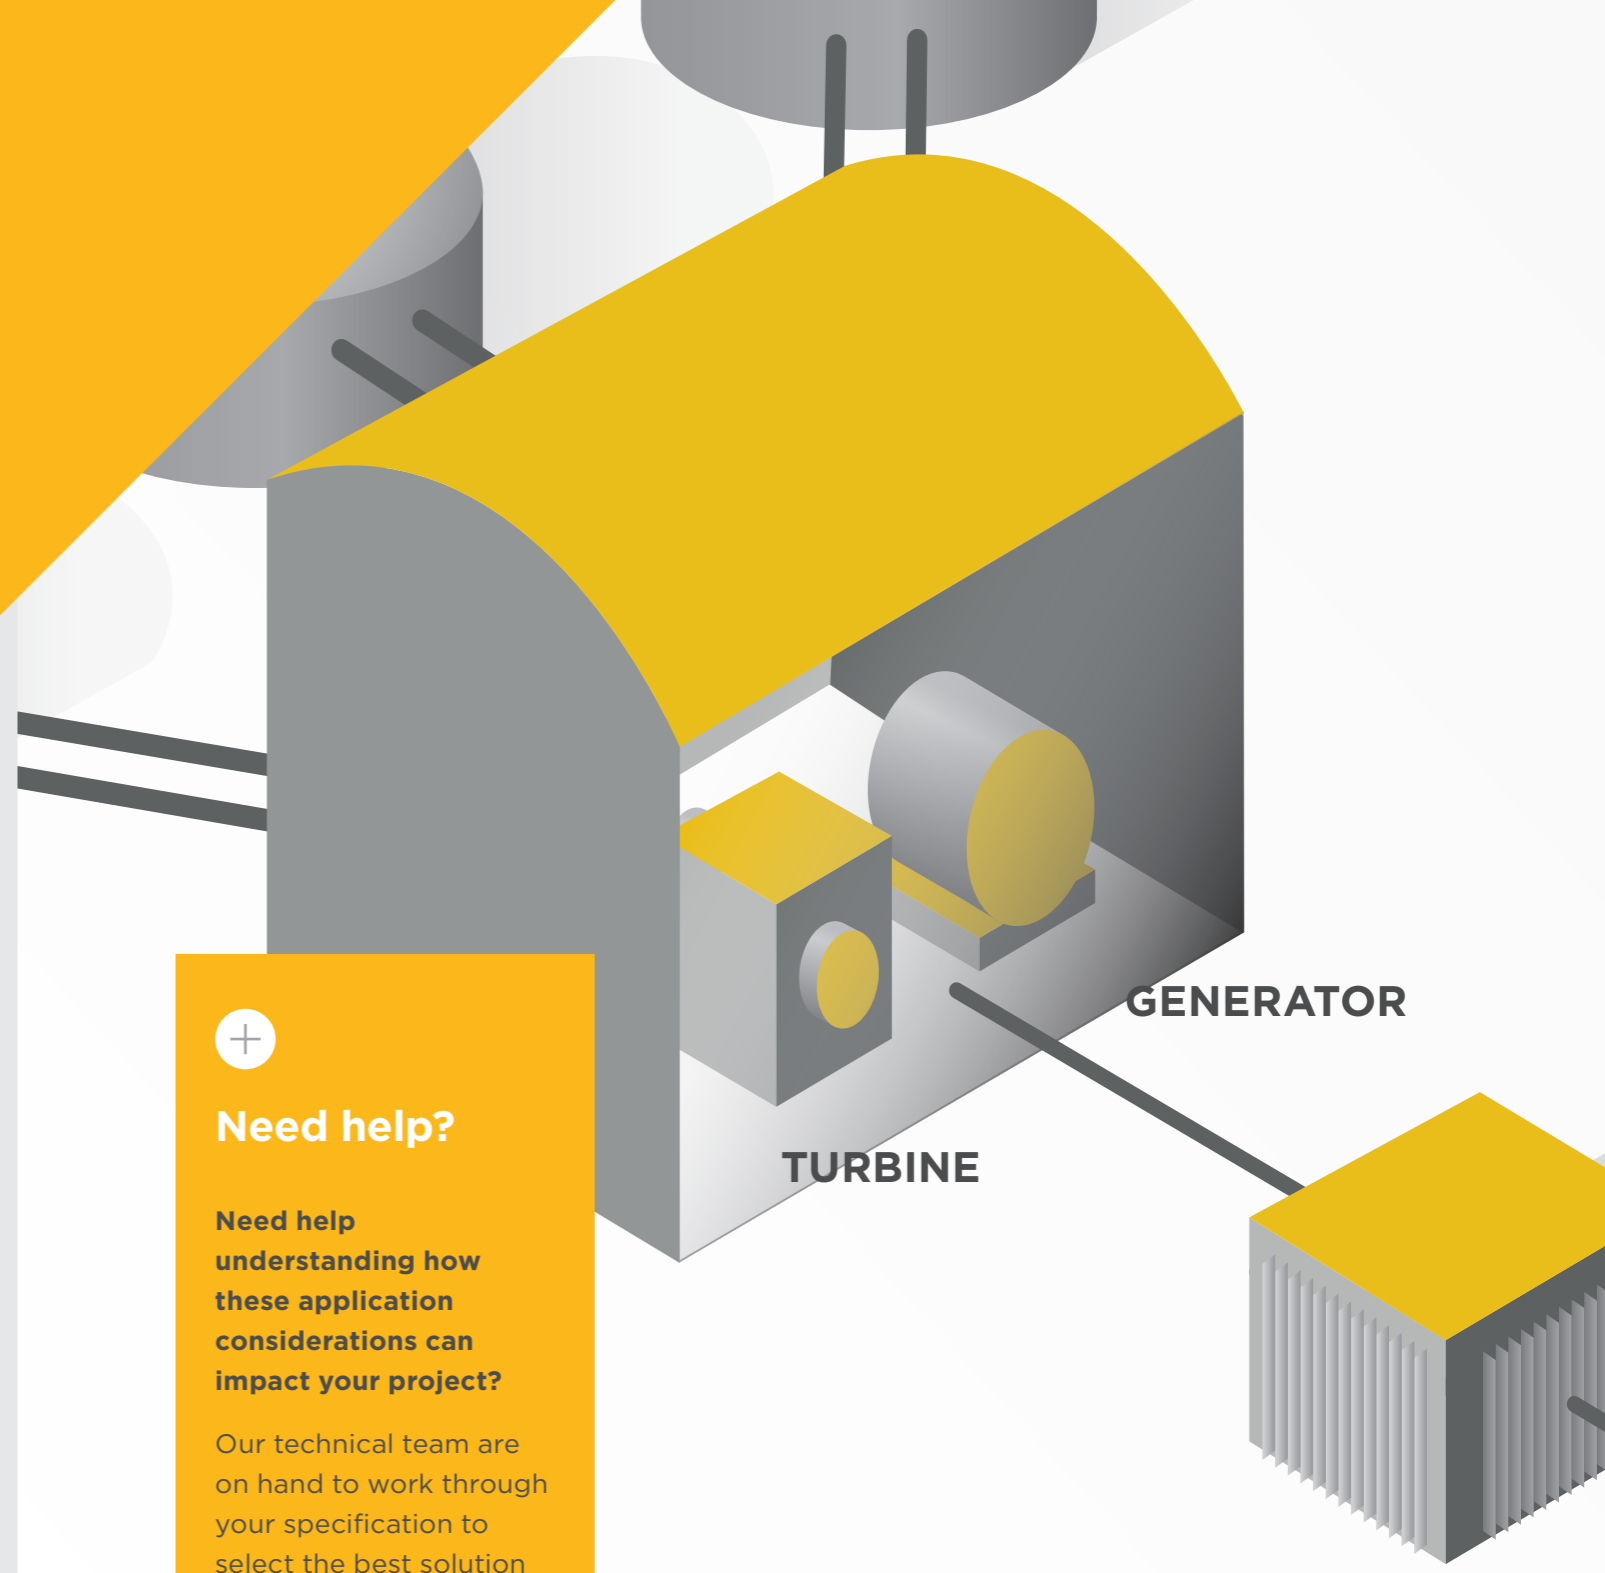 GENERATOR
TURBINE
Need help?
Need help
understanding how
these application
considerations can
impact your project?
Our technical team are
on hand to work through
your specification to
select the best solution